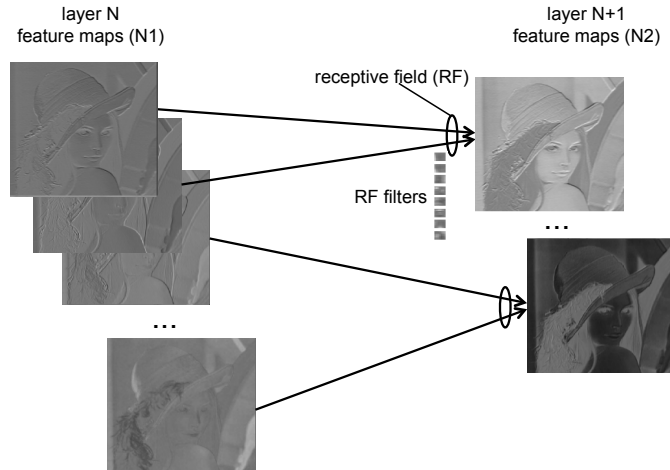 layer N
feature maps (N1)
layer N+1
feature maps (N2)
receptive field (RF)
RF filters
...
...